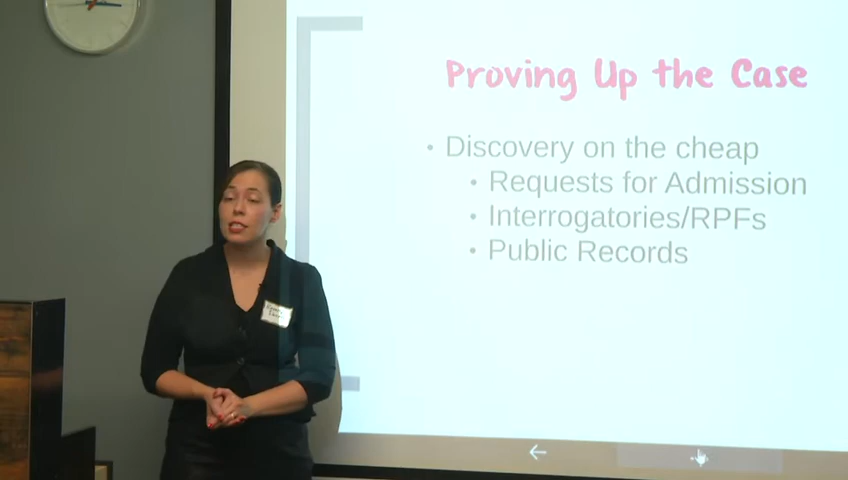 Proving Up the Case
• Discovery on the cheap
• Requests for Admission
• Interrogatories/RPFs
• Public Records